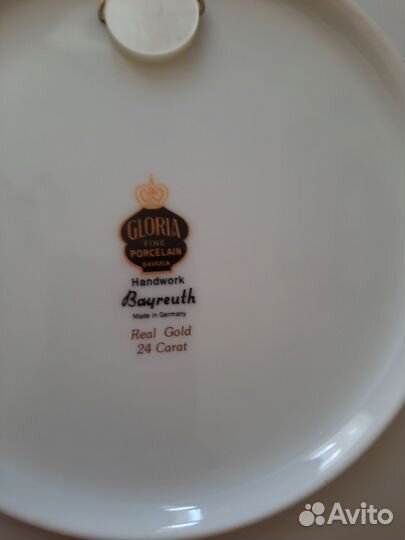 GLORIA
FINE
PORCELAIN
BAVARIA
Handwork
Bayreuth
Made in Germany
Real Gold
24 Carat
Avito